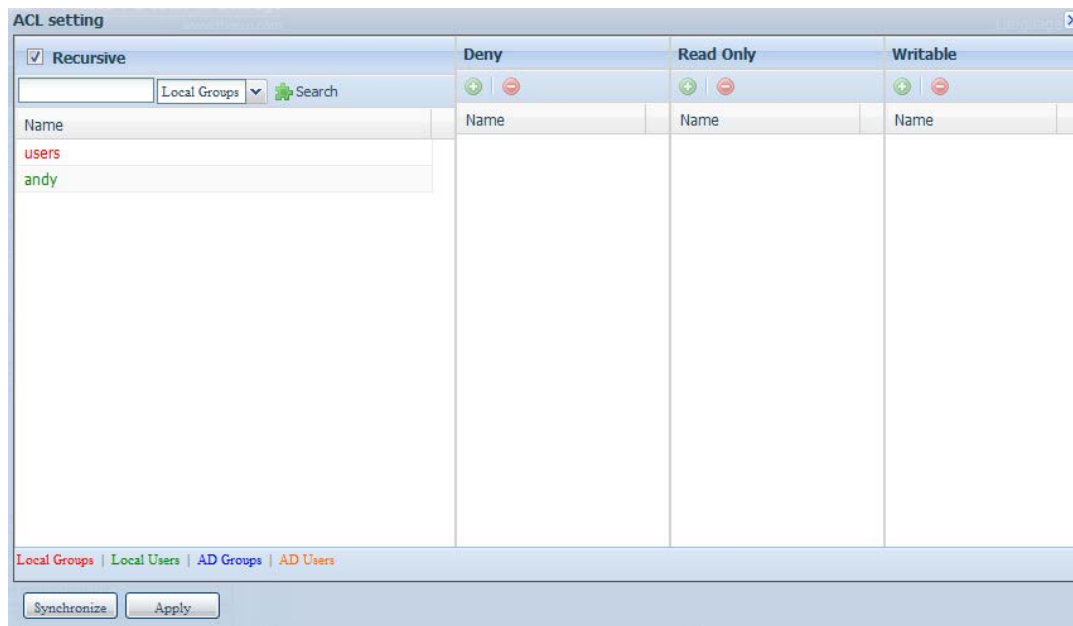 ACL setting
Recursive
Deny
Read Only
Writable
Local Groups
Search
Name
Name
Name
Name
users
andy
Local Groups | Local Users | AD Groups | AD Users
Synchronize
Apply